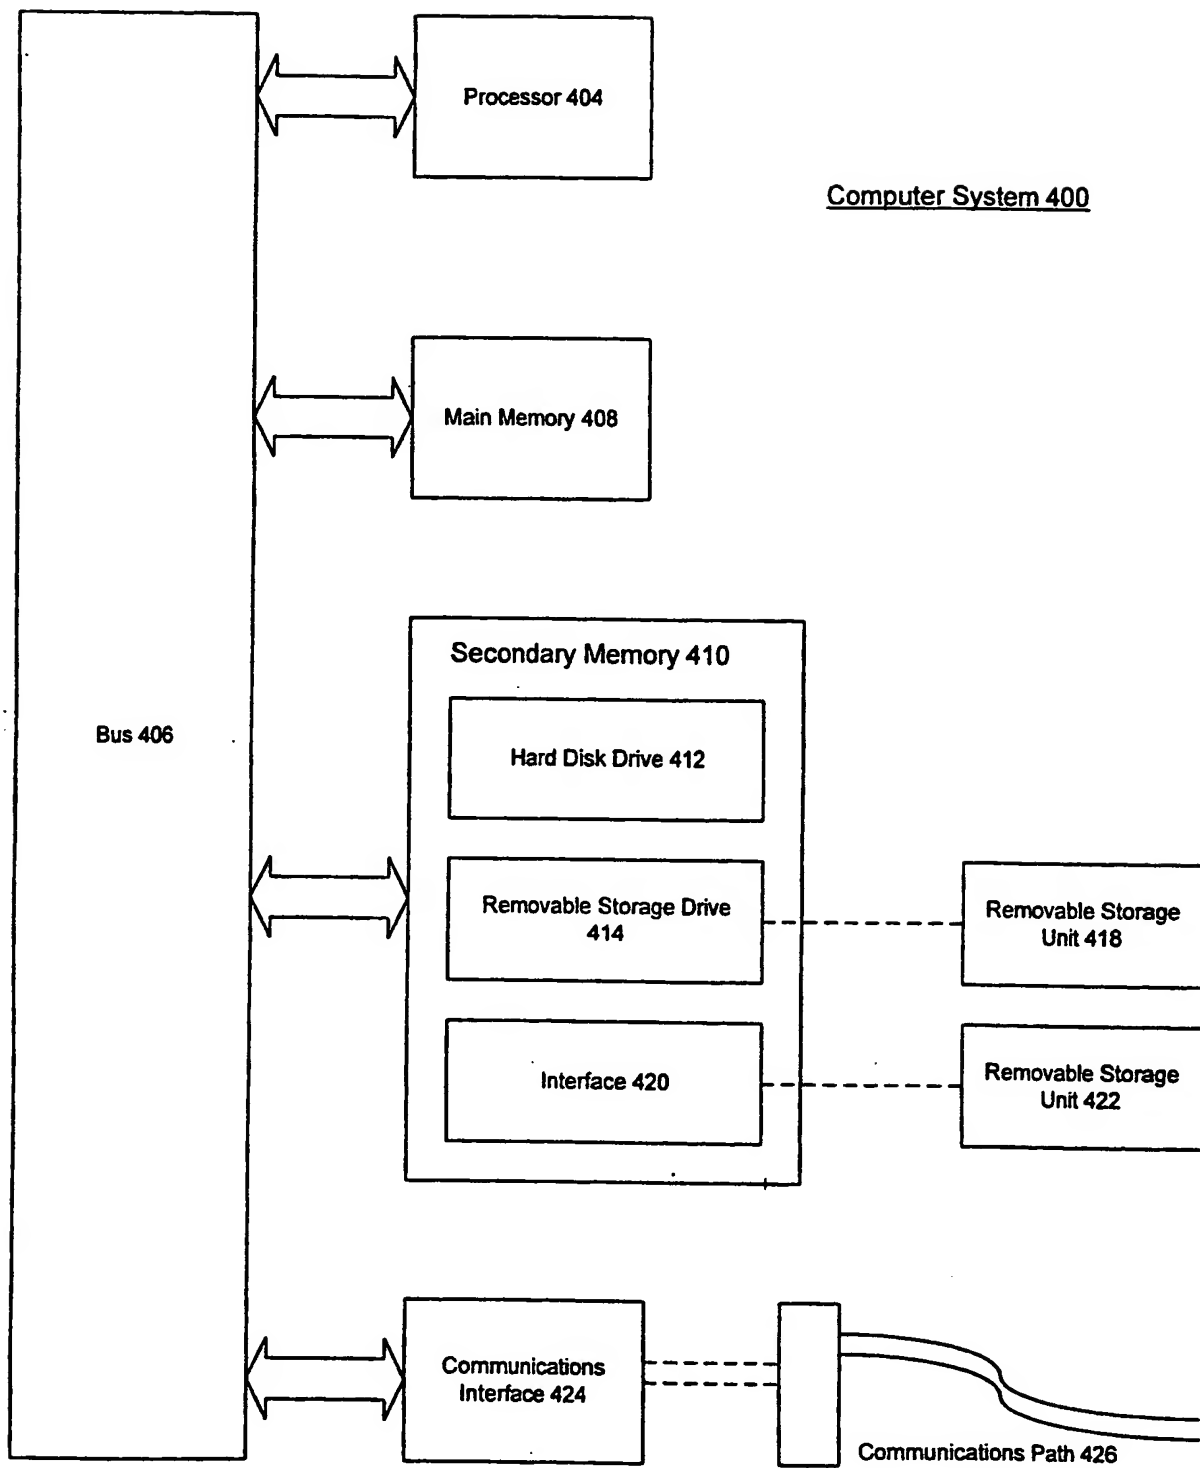 Processor 404
Computer System 400
Main Memory 408
Secondary Memory 410
Bus 406
Hard Disk Drive 412
Removable Storage Drive
414
Removable Storage
Unit 418
Interface 420
Removable Storage
Unit 422
Communications
Interface 424
Communications Path 426